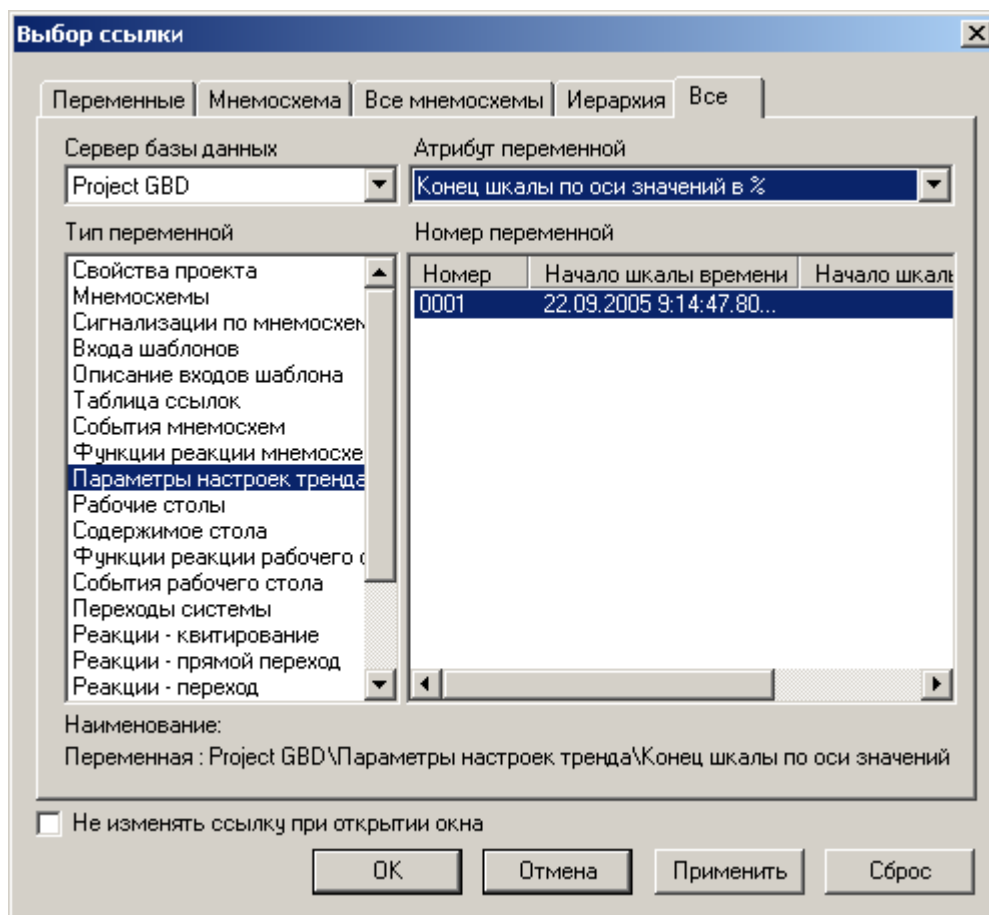 Выбор ссылки
Переменные Мнемосхема Все мнемосхемы Иерархия Все
Сервер базы данных Атрибут переменной
Project GBD Конец шкалы по оси значений в %
Тип переменной Номер переменной
Свойства проекта
Мнемосхемы
Сигнализации по мнемосхем
Входа шаблонов
Описание входов шаблона
Таблица ссылок
События мнемосхем
Функции реакции мнемосхе
Параметры настроек тренда
Рабочие столы
Содержимое стола
Функции реакции рабочего с
События рабочего стола
Переходы системы
Реакции - квитирование
Реакции - прямой переход
Реакции - переход
Номер Начало шкалы времени Начало шкалы
0001 22.09.2005 9:14:47.80...
Наименование:
Переменная : Project GBD\Параметры настроек тренда\Конец шкалы по оси значений
Не изменять ссылку при открытии окна
OK Отмена Применить Сброс